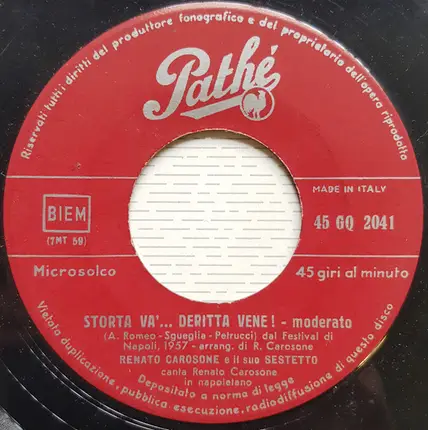 Riservati tutti i diritti del produttore fonografico e del proprietario dell'opera riprodotta
Pathé
MADE IN ITALY
BIEM
45 GQ 2041
(7MT 59)
Microsolco
45 giri al minuto
STORTA VA'... DERITTA VENE! - moderato
(A. Romeo - Sgueglia - Petrucci) dal Festival di
Napoli, 1957 - arrang. di R. Carosone
RENATO CAROSONE e il suo SESTETTO
canta Renato Carosone
in napoletano
Depositato a norma di legge
Vietata duplicazione, pubblica esecuzione, radiodiffusione di questo disco